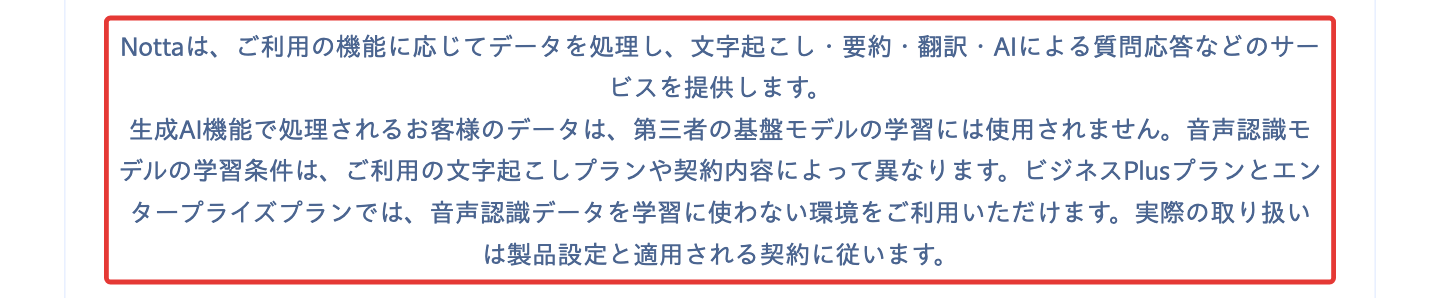 Nottaは、ご利用の機能に応じてデータを処理し、文字起こし・要約・翻訳・AIによる質問応答などのサー
ビスを提供します。
生成AI機能で処理されるお客様のデータは、第三者の基盤モデルの学習には使用されません。音声認識モ
デルの学習条件は、ご利用の文字起こしプランや契約内容によって異なります。ビジネスPlusプランとエン
タープライズプランでは、音声認識データを学習に使わない環境をご利用いただけます。実際の取り扱い
は製品設定と適用される契約に従います。